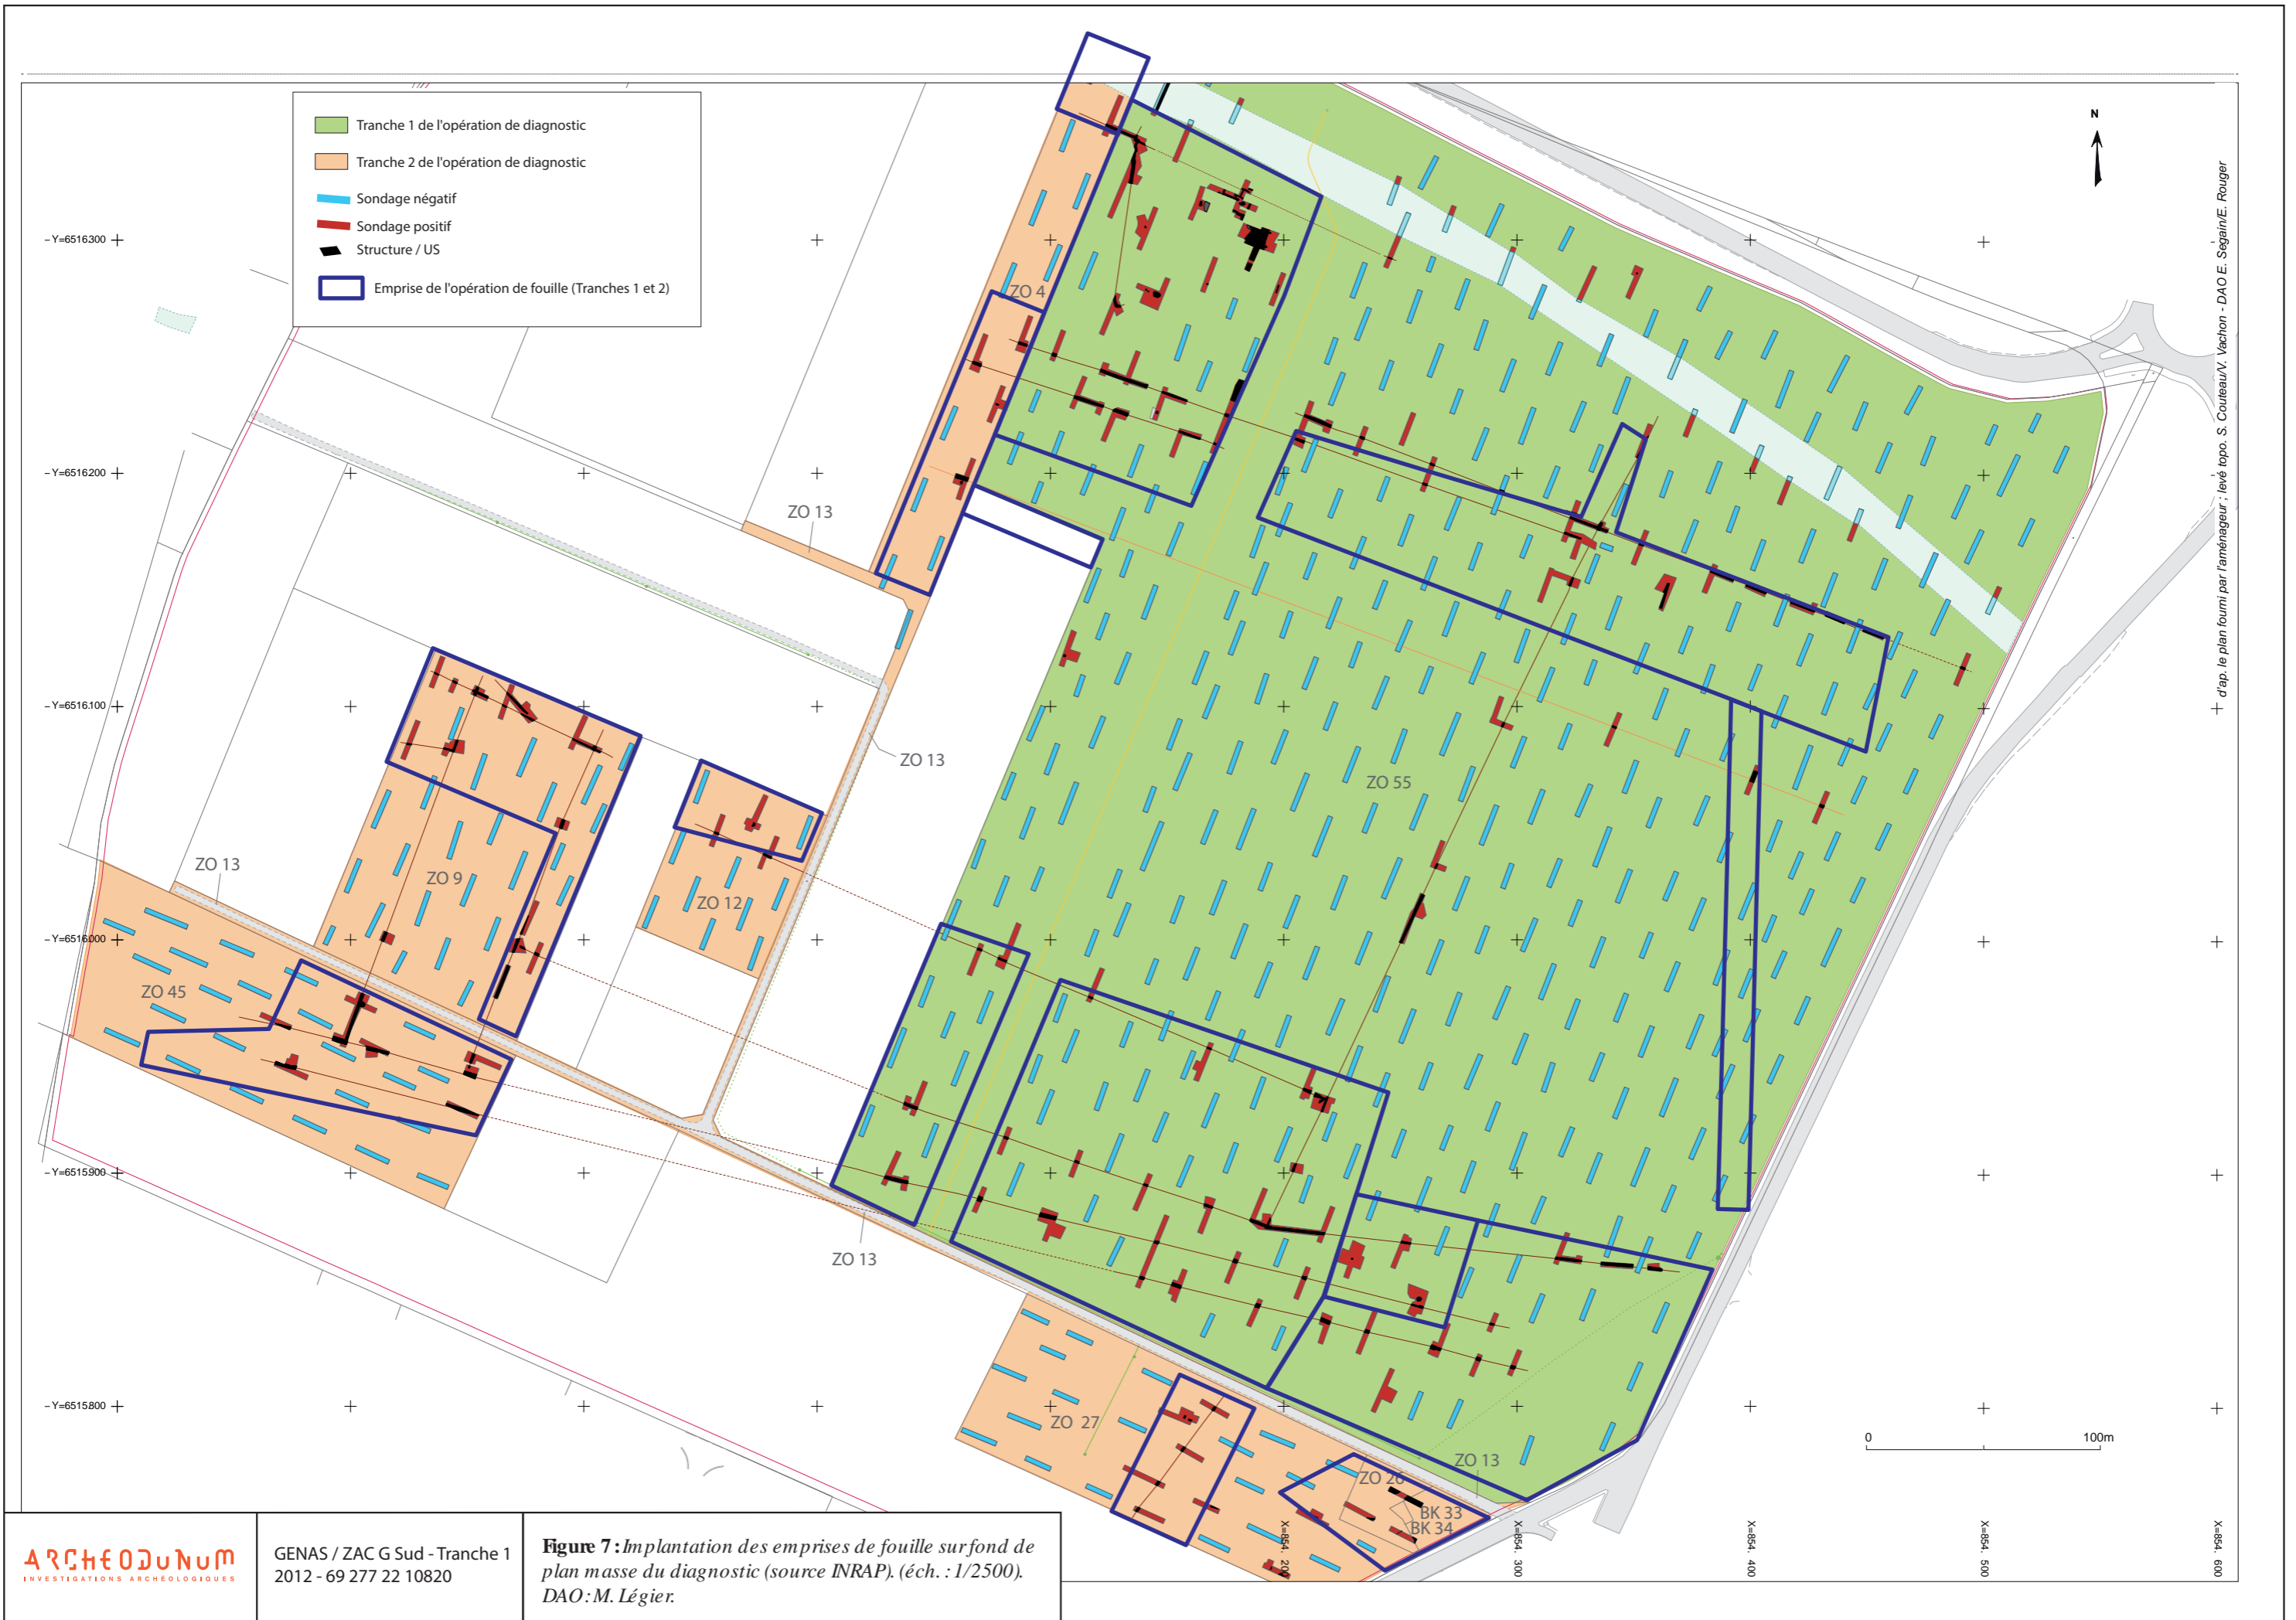 Tranche 1 de l'opération de diagnostic
Tranche 2 de l'opération de diagnostic
Sondage négatif
Sondage positif
Structure / US
Emprise de l'opération de fouille (Tranches 1 et 2)
N
d'ap. le plan fourni par l'aménageur ; levé topo. S. Couteau/V. Vachon - DAO E. Segain/E. Rouger
Y=6516300
ZO 4
Y=6516200
ZO 13
Y=6516100
ZO 13
ZO 55
ZO 13
ZO 9
ZO 12
Y=6516000
ZO 45
Y=6515900
ZO 13
Y=6515800
ZO 27
0 100m
ZO 13
ZO 26
BK 33
BK 34
X=854. 200
X=854. 300
X=854. 400
X=854. 500
X=854. 600
ARCHEODUNUM
INVESTIGATIONS ARCHÉOLOGIQUES
GENAS / ZAC G Sud - Tranche 1
2012 - 69 277 22 10820
Figure 7 : Implantation des emprises de fouille sur fond de
plan masse du diagnostic (source INRAP). (éch. : 1/2500).
DAO : M. Légier.